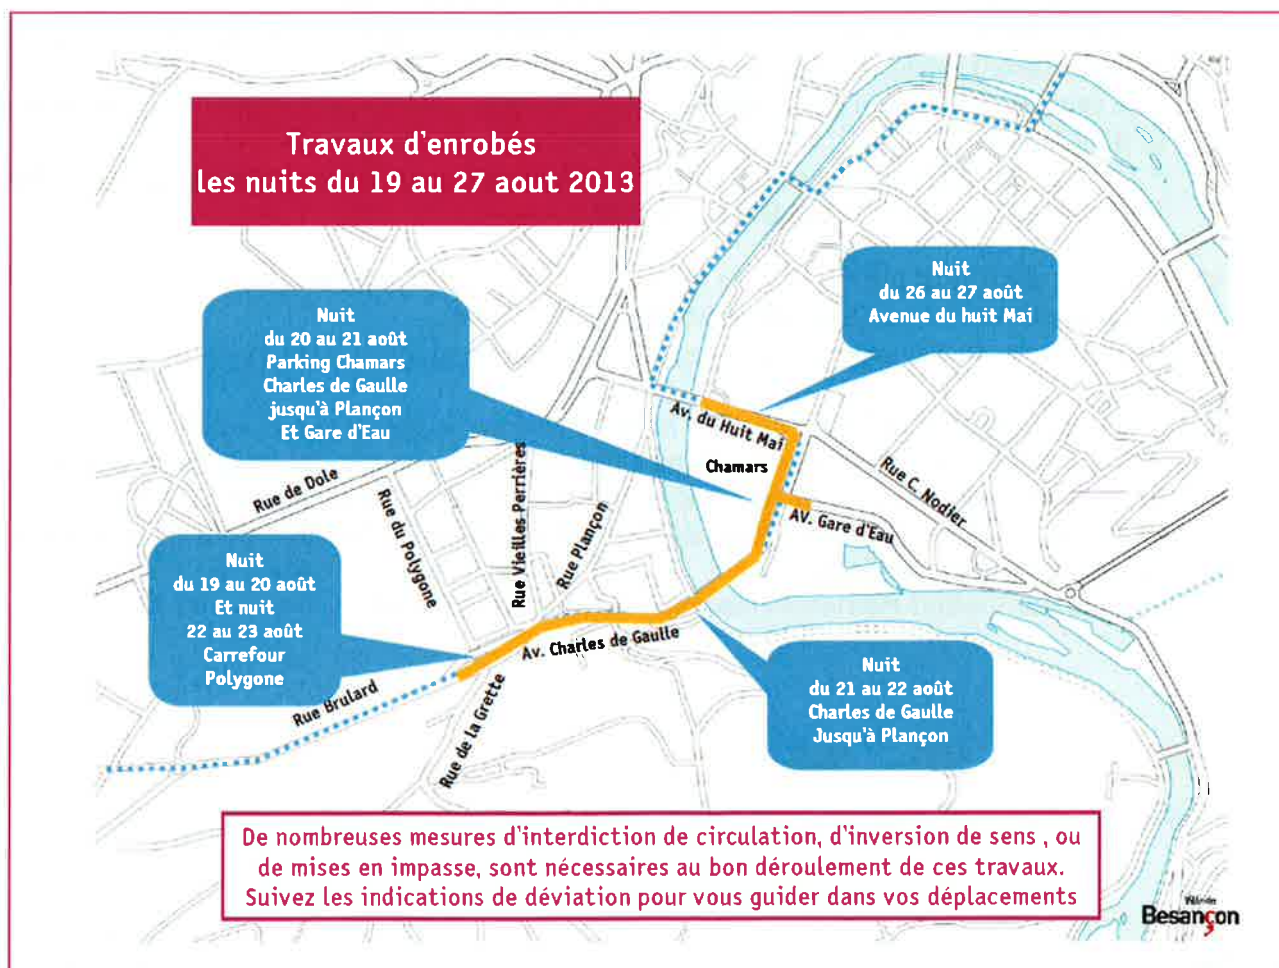 Travaux d'enrobés
les nuits du 19 au 27 aout 2013
Nuit
du 26 au 27 août
Avenue du huit Mai
Nuit
du 20 au 21 août
Parking Chamars
Charles de Gaulle
jusqu'à Plançon
Et Gare d'Eau
Av. du Huit Mai
Chamars
Rue C. Nodier
AV. Gare d'Eau
Rue de Dole
Rue du Polygone
Rue Vieilles Perrières
Rue Plançon
Nuit
du 19 au 20 août
Et nuit
22 au 23 août
Carrefour
Polygone
Av. Charles de Gaulle
Rue Brulard
Rue de la Grette
Nuit
du 21 au 22 août
Charles de Gaulle
Jusqu'à Plançon
De nombreuses mesures d'interdiction de circulation, d'inversion de sens , ou
de mises en impasse, sont nécessaires au bon déroulement de ces travaux.
Suivez les indications de déviation pour vous guider dans vos déplacements
Ville de
Besançon